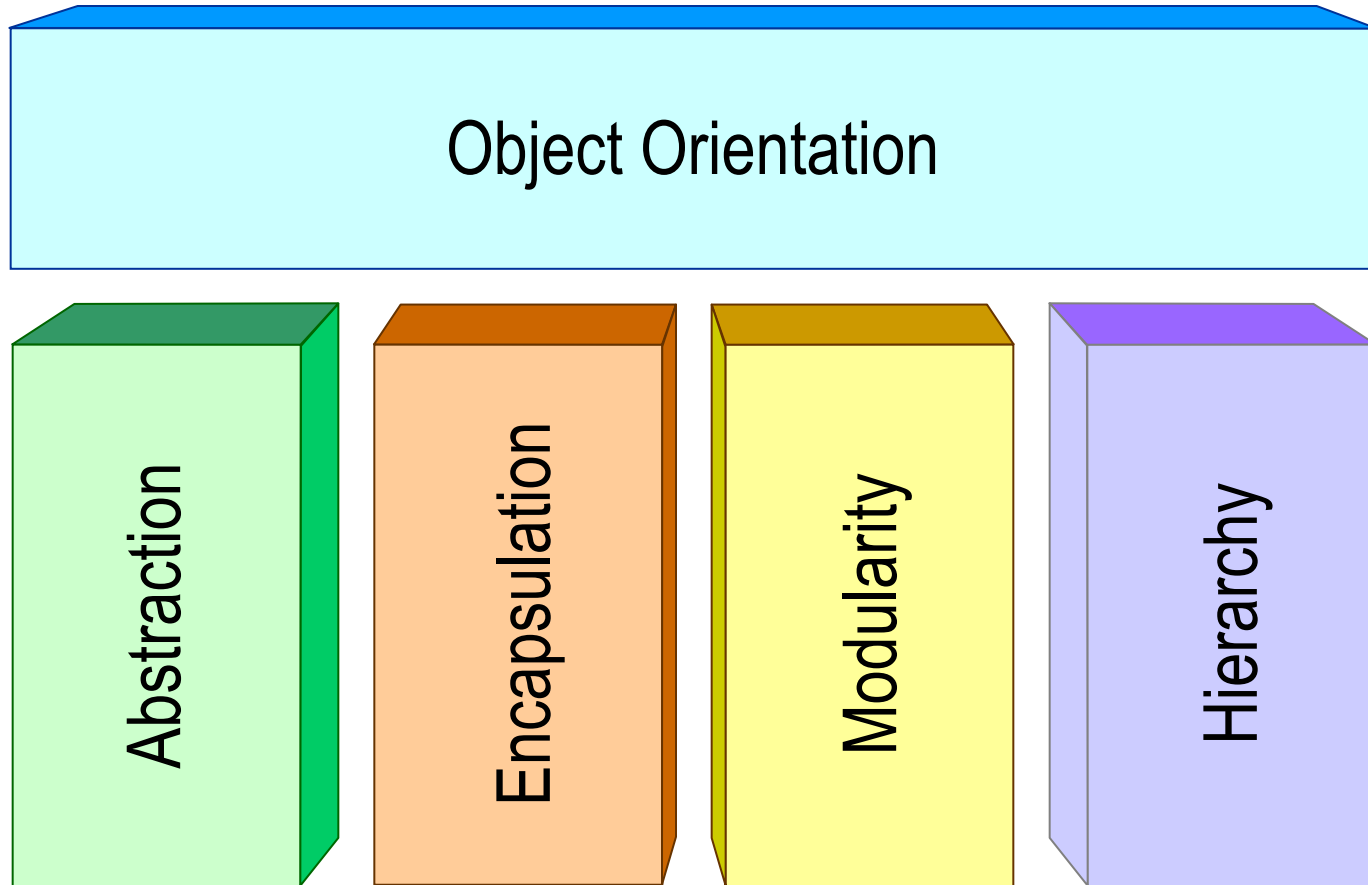 Object Orientation
Abstraction
Encapsulation
Modularity
Hierarchy